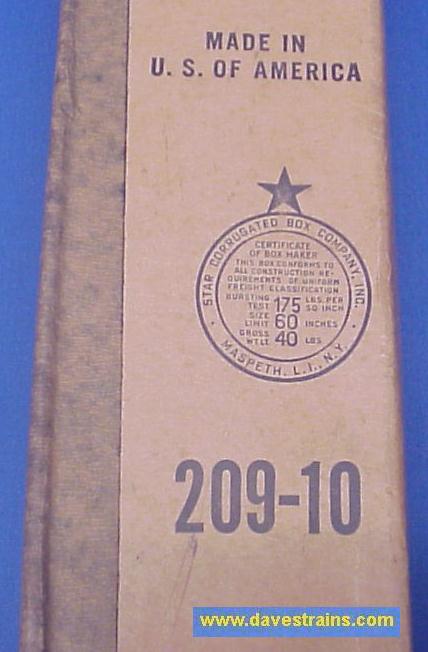 MADE IN
U. S. OF AMERICA
STAR CORRUGATED BOX COMPANY, INC.
CERTIFICATE
OF BOX MAKER
THIS BOX CONFORMS TO
ALL CONSTRUCTION RE-
QUIREMENTS OF UNIFORM
FREIGHT CLASSIFICATION
BURSTING TEST 175 LBS. PER SQ INCH
SIZE LIMIT 60 INCHES
GROSS WT LT 40 LBS
MASPETH, L.I., N.Y.
209-10
www.davestrains.com